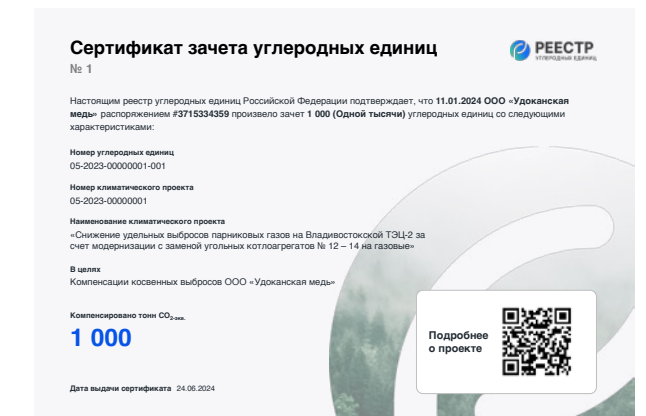 Сертификат зачета углеродных единиц
№ 1
РЕЕСТР
УГЛЕРОДНЫХ ЕДИНИЦ
Настоящим реестр углеродных единиц Российской Федерации подтверждает, что 11.01.2024 ООО «Удоканская
медь» распоряжением #3715334359 произвело зачет 1 000 (Одной тысячи) углеродных единиц со следующими
характеристиками:
Номер углеродных единиц
05-2023-00000001-001
Номер климатического проекта
05-2023-00000001
Наименование климатического проекта
«Снижение удельных выбросов парниковых газов на Владивостокской ТЭЦ-2 за
счет модернизации с заменой угольных котлоагрегатов № 12 – 14 на газовые»
В целях
Компенсации косвенных выбросов ООО «Удоканская медь»
Компенсировано тонн CO2-экв.
1 000
Подробнее
о проекте
Дата выдачи сертификата 24.06.2024